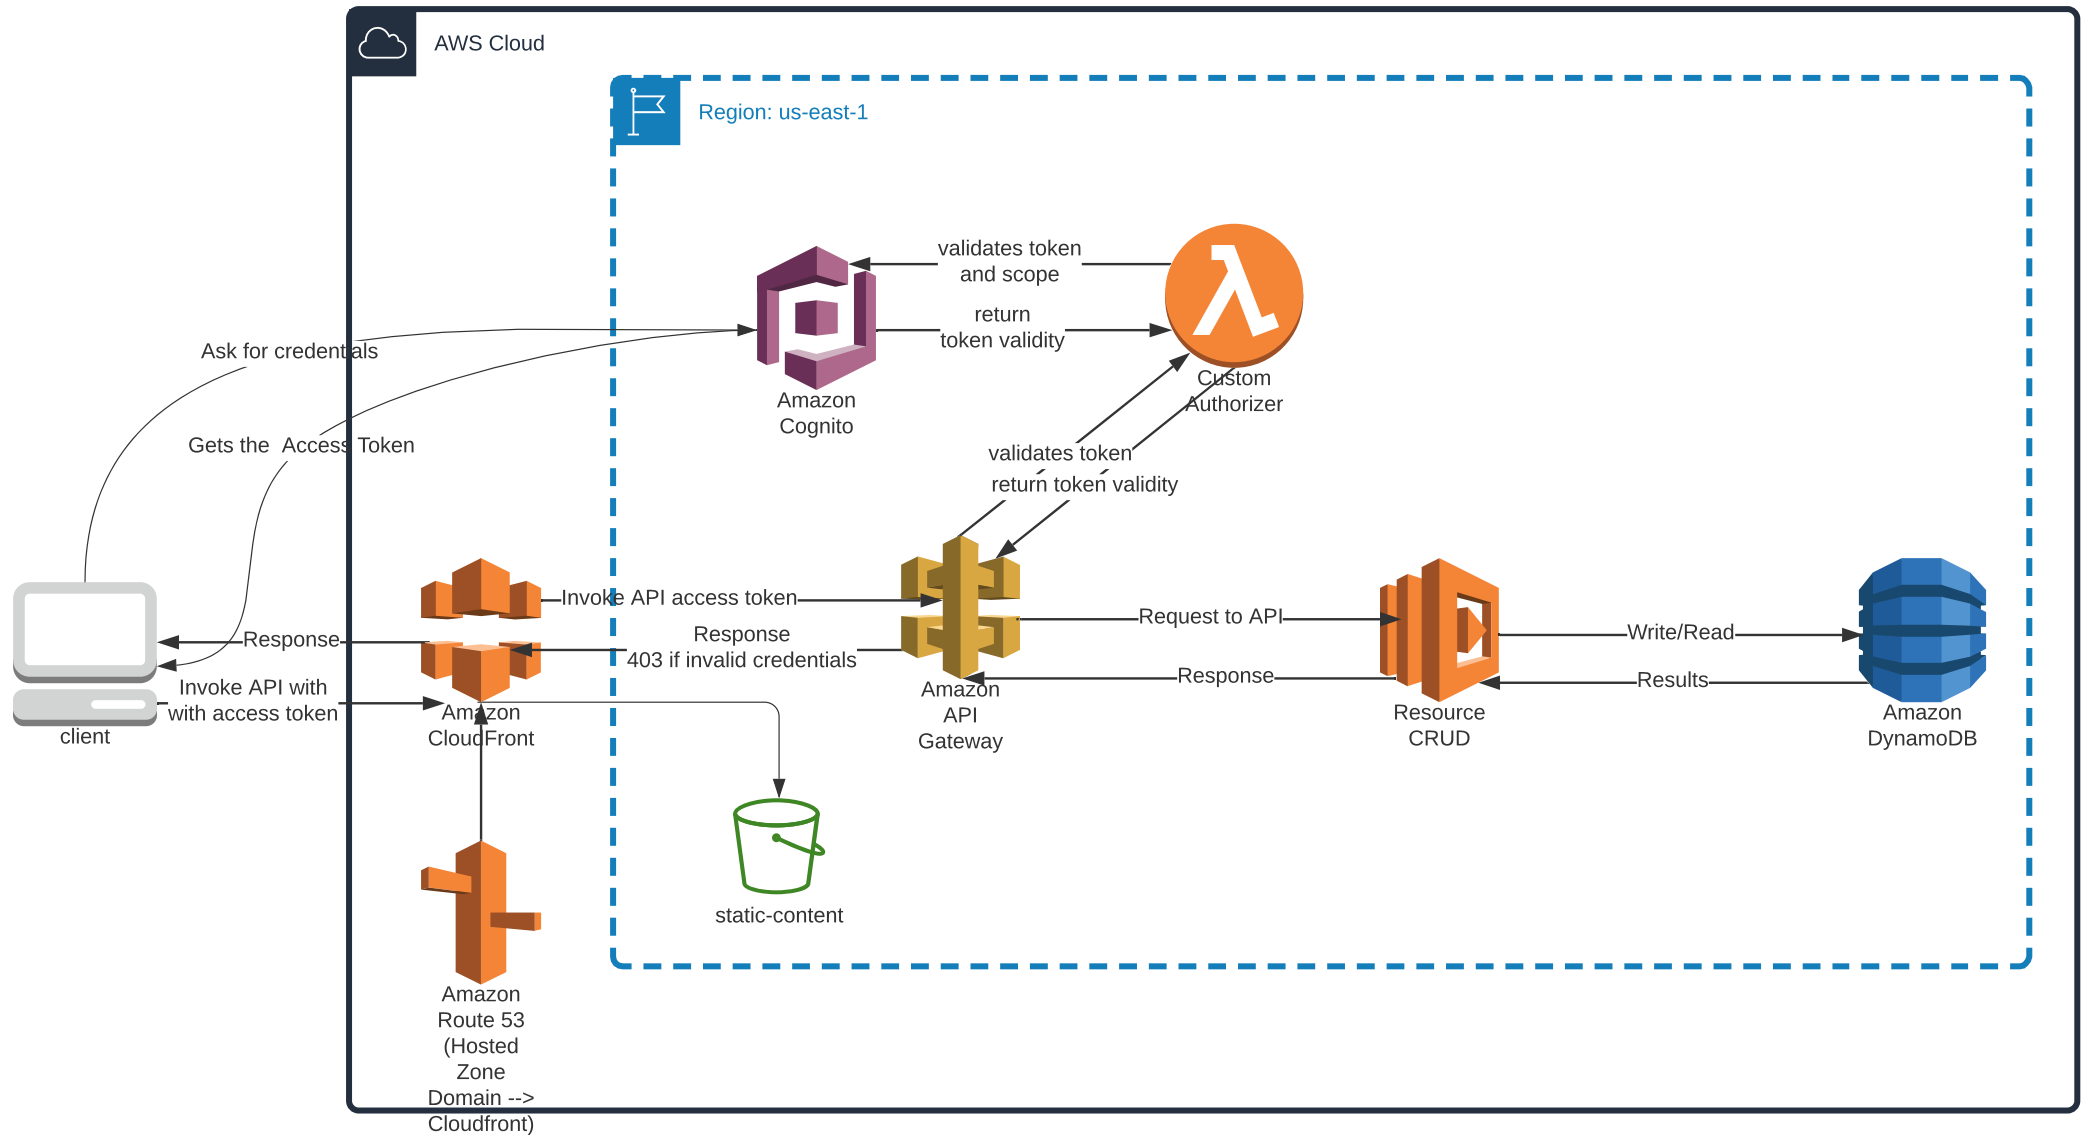 AWS Cloud
Region: us-east-1
validates token
and scope
return
token validity
Ask for credentials
Custom
Authorizer
Amazon
Cognito
Gets the  Access Token
validates token
return token validity
Invoke API access token
Request to API
Write/Read
Response
Response
403 if invalid credentials
Response
Results
Invoke API with
with access token
client
Amazon
CloudFront
Amazon
API
Gateway
Resource
CRUD
Amazon
DynamoDB
static-content
Amazon
Route 53
(Hosted
Zone
Domain -->
Cloudfront)